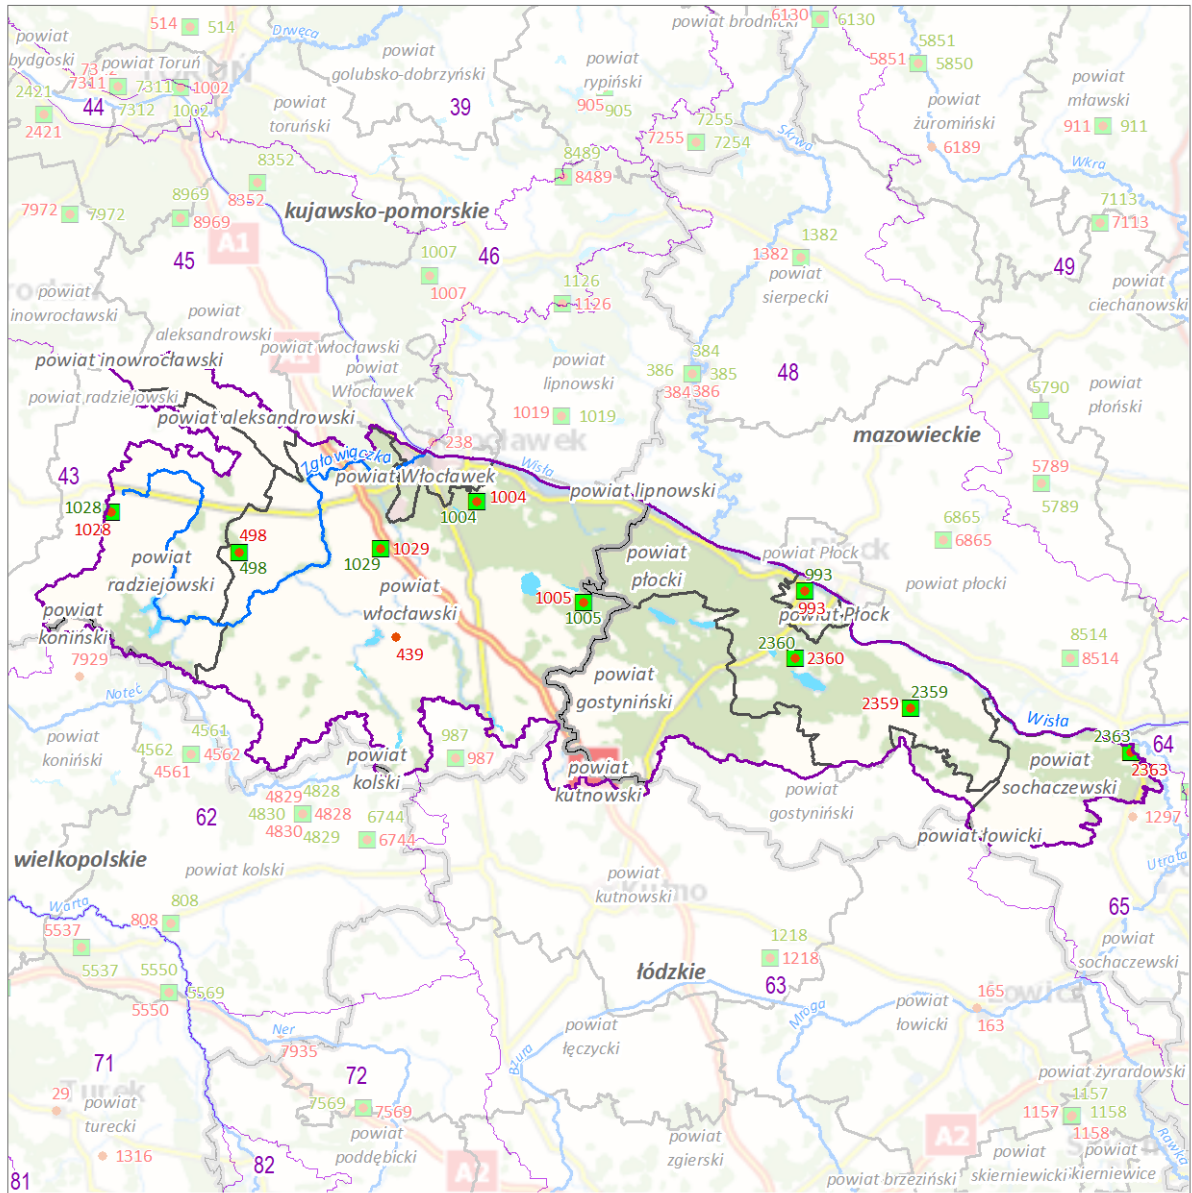 514
514
6130
6130
powiat brodnicki
Drwęca
powiat
bydgoski
powiat Toruń
powiat
golubsko-dobrzyński
powiat
rypiński
5851
5851
5850
7311
7311
7312
1002
1002
2421
2421
44
39
905
905
powiat
toruński
7255
7255
7254
Skrwa
powiat
żuromiński
6189
powiat
mławski
911
911
Wkra
8352
8352
8489
8489
7972
7972
8969
8969
kujawsko-pomorskie
A1
45
46
1007
1007
1126
1126
1382
1382
powiat
sierpecki
7113
7113
49
powiat
ciechanowski
powiat
inowrocławski
powiat
aleksandrowski
powiat włocławski
powiat inowrocławski
powiat
Włocławek
powiat
lipnowski
384
386
385
384
386
48
powiat radziejowski
powiat aleksandrowski
1019
1019
5790
powiat
płoński
mazowieckie
238
Włocławek
Zgłowiączka
Wisła
43
powiat Włocławek
powiat lipnowski
5789
5789
1028
1028
498
498
1004
1004
1029
1029
6865
6865
powiat
radziejowski
powiat
włocławski
powiat
płocki
powiat Płock
powiat płocki
993
993
powiat Płock
1005
1005
powiat
koniński
439
7929
2360
2360
8514
8514
powiat
gostyniński
Noteć
2359
2359
Wisła
powiat
koniński
4561
4562
4562
4561
987
987
powiat
kolski
powiat
kutnowski
2363
2363
64
powiat
sochaczewski
powiat
gostyniński
62
4829
4828
4830
4828
4830
4829
6744
6744
1297
powiat łowicki
Utrata
wielkopolskie
powiat kolski
powiat
kutnowski
Kutno
Warta
808
808
65
5537
5537
5550
5569
5550
1218
1218
łódzkie
63
powiat
sochaczewski
165
163
Łowicz
powiat
łowicki
Mroga
Ner
7935
Bzura
powiat
łęczycki
71
72
Turek
29
powiat
turecki
7569
7569
powiat
poddębicki
powiat żyrardowski
1157
1157
1158
1158
A2
powiat
zgierski
powiat
skierniewicki
Rawka
1316
82
81
A2
powiat brzeziński